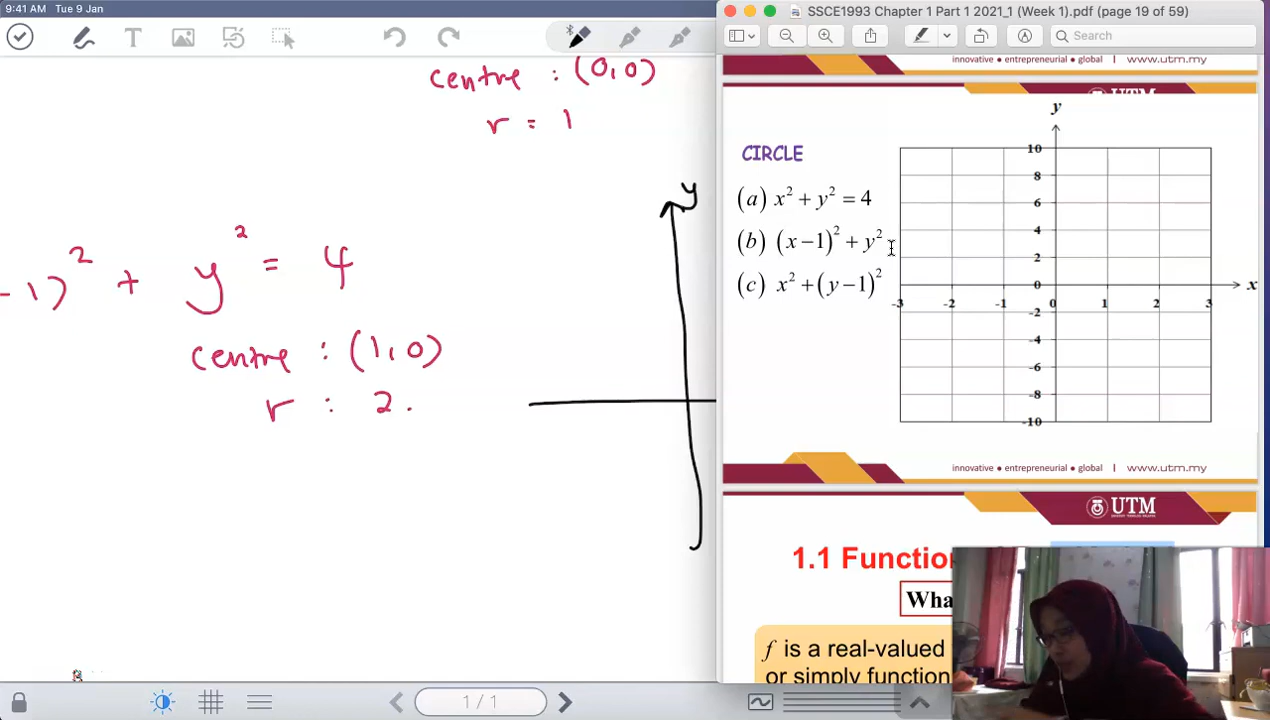 9:41 AM Tue 9 Jan
T
centre : (0,0)
r = 1
-1)² + y² = 4
centre : (1,0)
r : 2.
y
1 / 1
SSCE1993 Chapter 1 Part 1 2021_1 (Week 1).pdf (page 19 of 59)
Search
innovative ● entrepreneurial ● global | www.utm.my
UTM
CIRCLE
(a) x² + y² = 4
(b) (x−1)² + y²
(c) x² + (y−1)²
y
10
8
6
4
2
0
x
-3 -2 -1 0 1 2 3
-2
-4
-6
-8
-10
innovative ● entrepreneurial ● global | www.utm.my
UTM
1.1 Function
Wha
f is a real-valued
or simply function